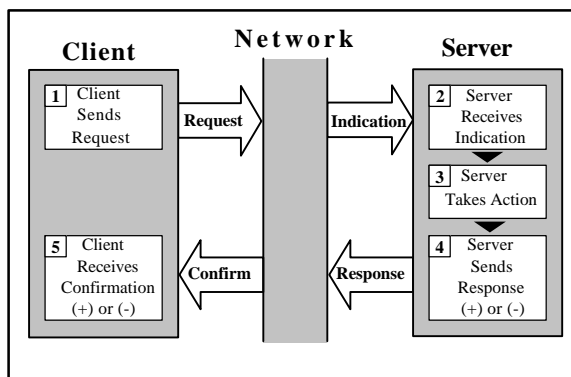 Network
Client
Server
1 Client
Sends
Request
Request
Indication
2 Server
Receives
Indication
3 Server
Takes Action
5 Client
Receives
Confirmation
(+) or (-)
Confirm
Response
4 Server
Sends
Response
(+) or (-)